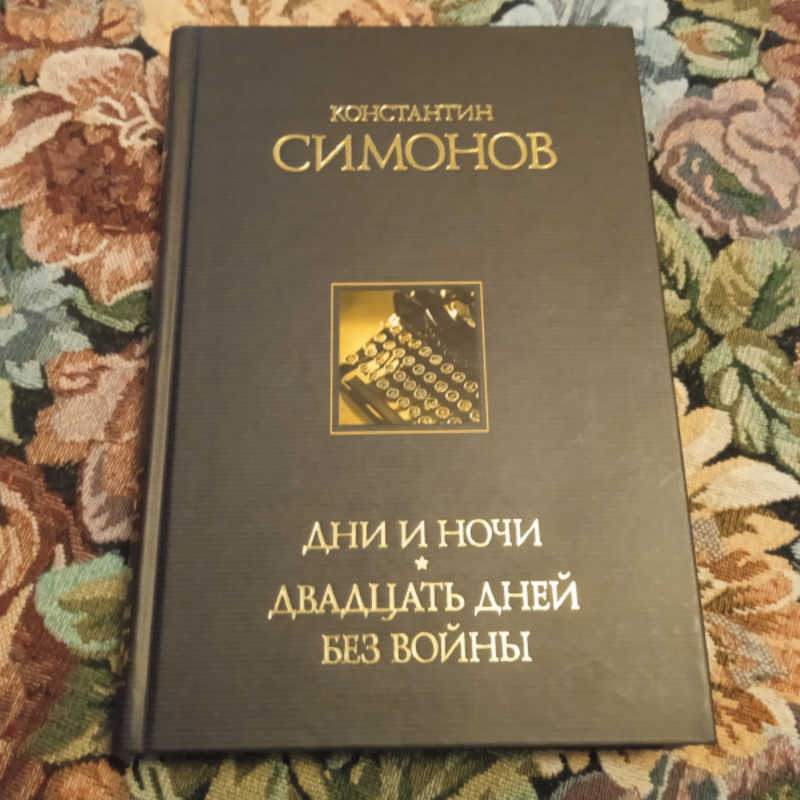 КОНСТАНТИН
СИМОНОВ
ДНИ И НОЧИ
ДВАДЦАТЬ ДНЕЙ
БЕЗ ВОЙНЫ